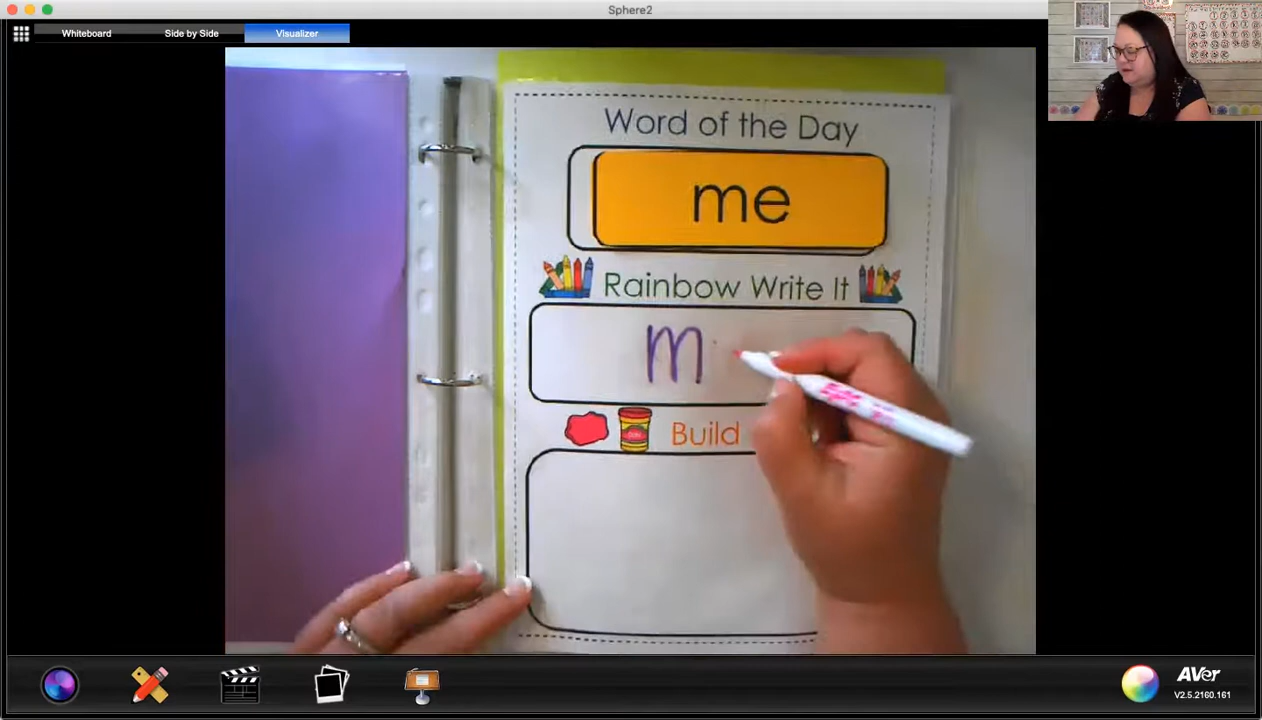 Sphere2
Whiteboard Side by Side Visualizer
Word of the Day
me
Rainbow Write It
m
Build
AVer
V2.5.2160.161